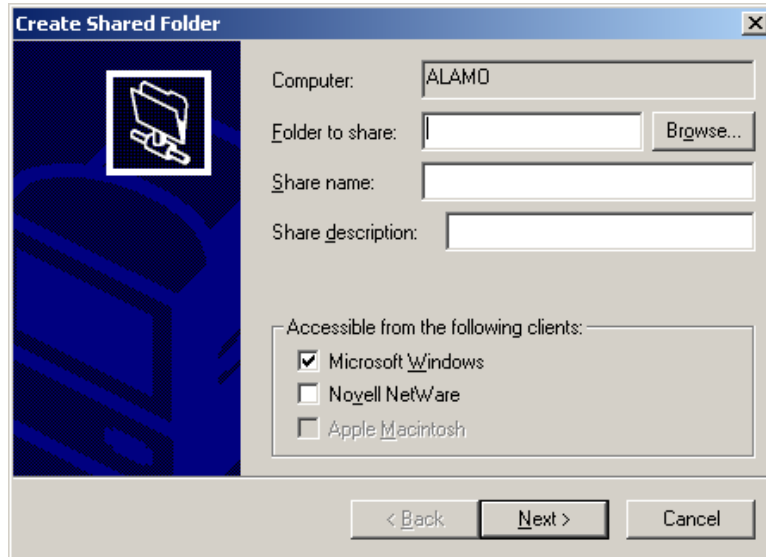 Create Shared Folder
Computer: ALAMO
Folder to share: Browse...
Share name:
Share description:
Accessible from the following clients:
Microsoft Windows
Novell NetWare
Apple Macintosh
< Back Next > Cancel